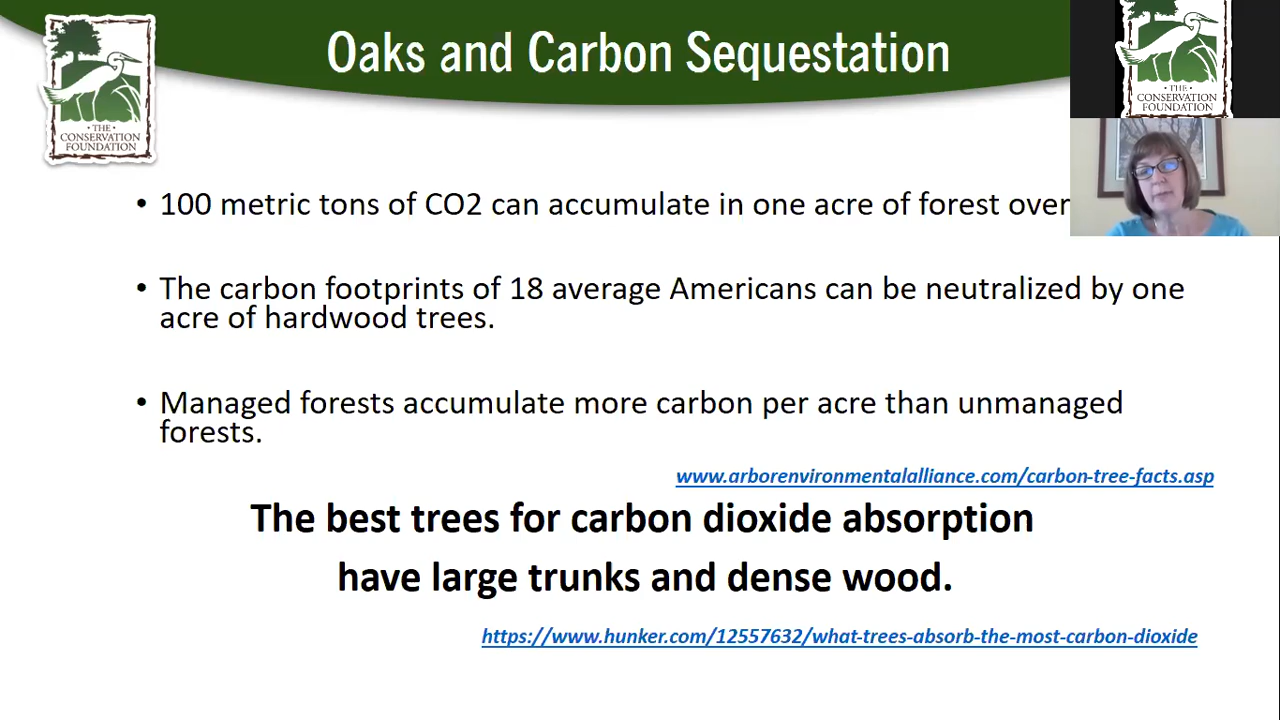 Oaks and Carbon Sequestation
• THE •
CONSERVATION
FOUNDATION
THE
CONSERVATION
FOUNDATION
• 100 metric tons of CO2 can accumulate in one acre of forest over
• The carbon footprints of 18 average Americans can be neutralized by one
acre of hardwood trees.
• Managed forests accumulate more carbon per acre than unmanaged
forests.
www.arborenvironmentalalliance.com/carbon-tree-facts.asp
The best trees for carbon dioxide absorption
have large trunks and dense wood.
https://www.hunker.com/12557632/what-trees-absorb-the-most-carbon-dioxide